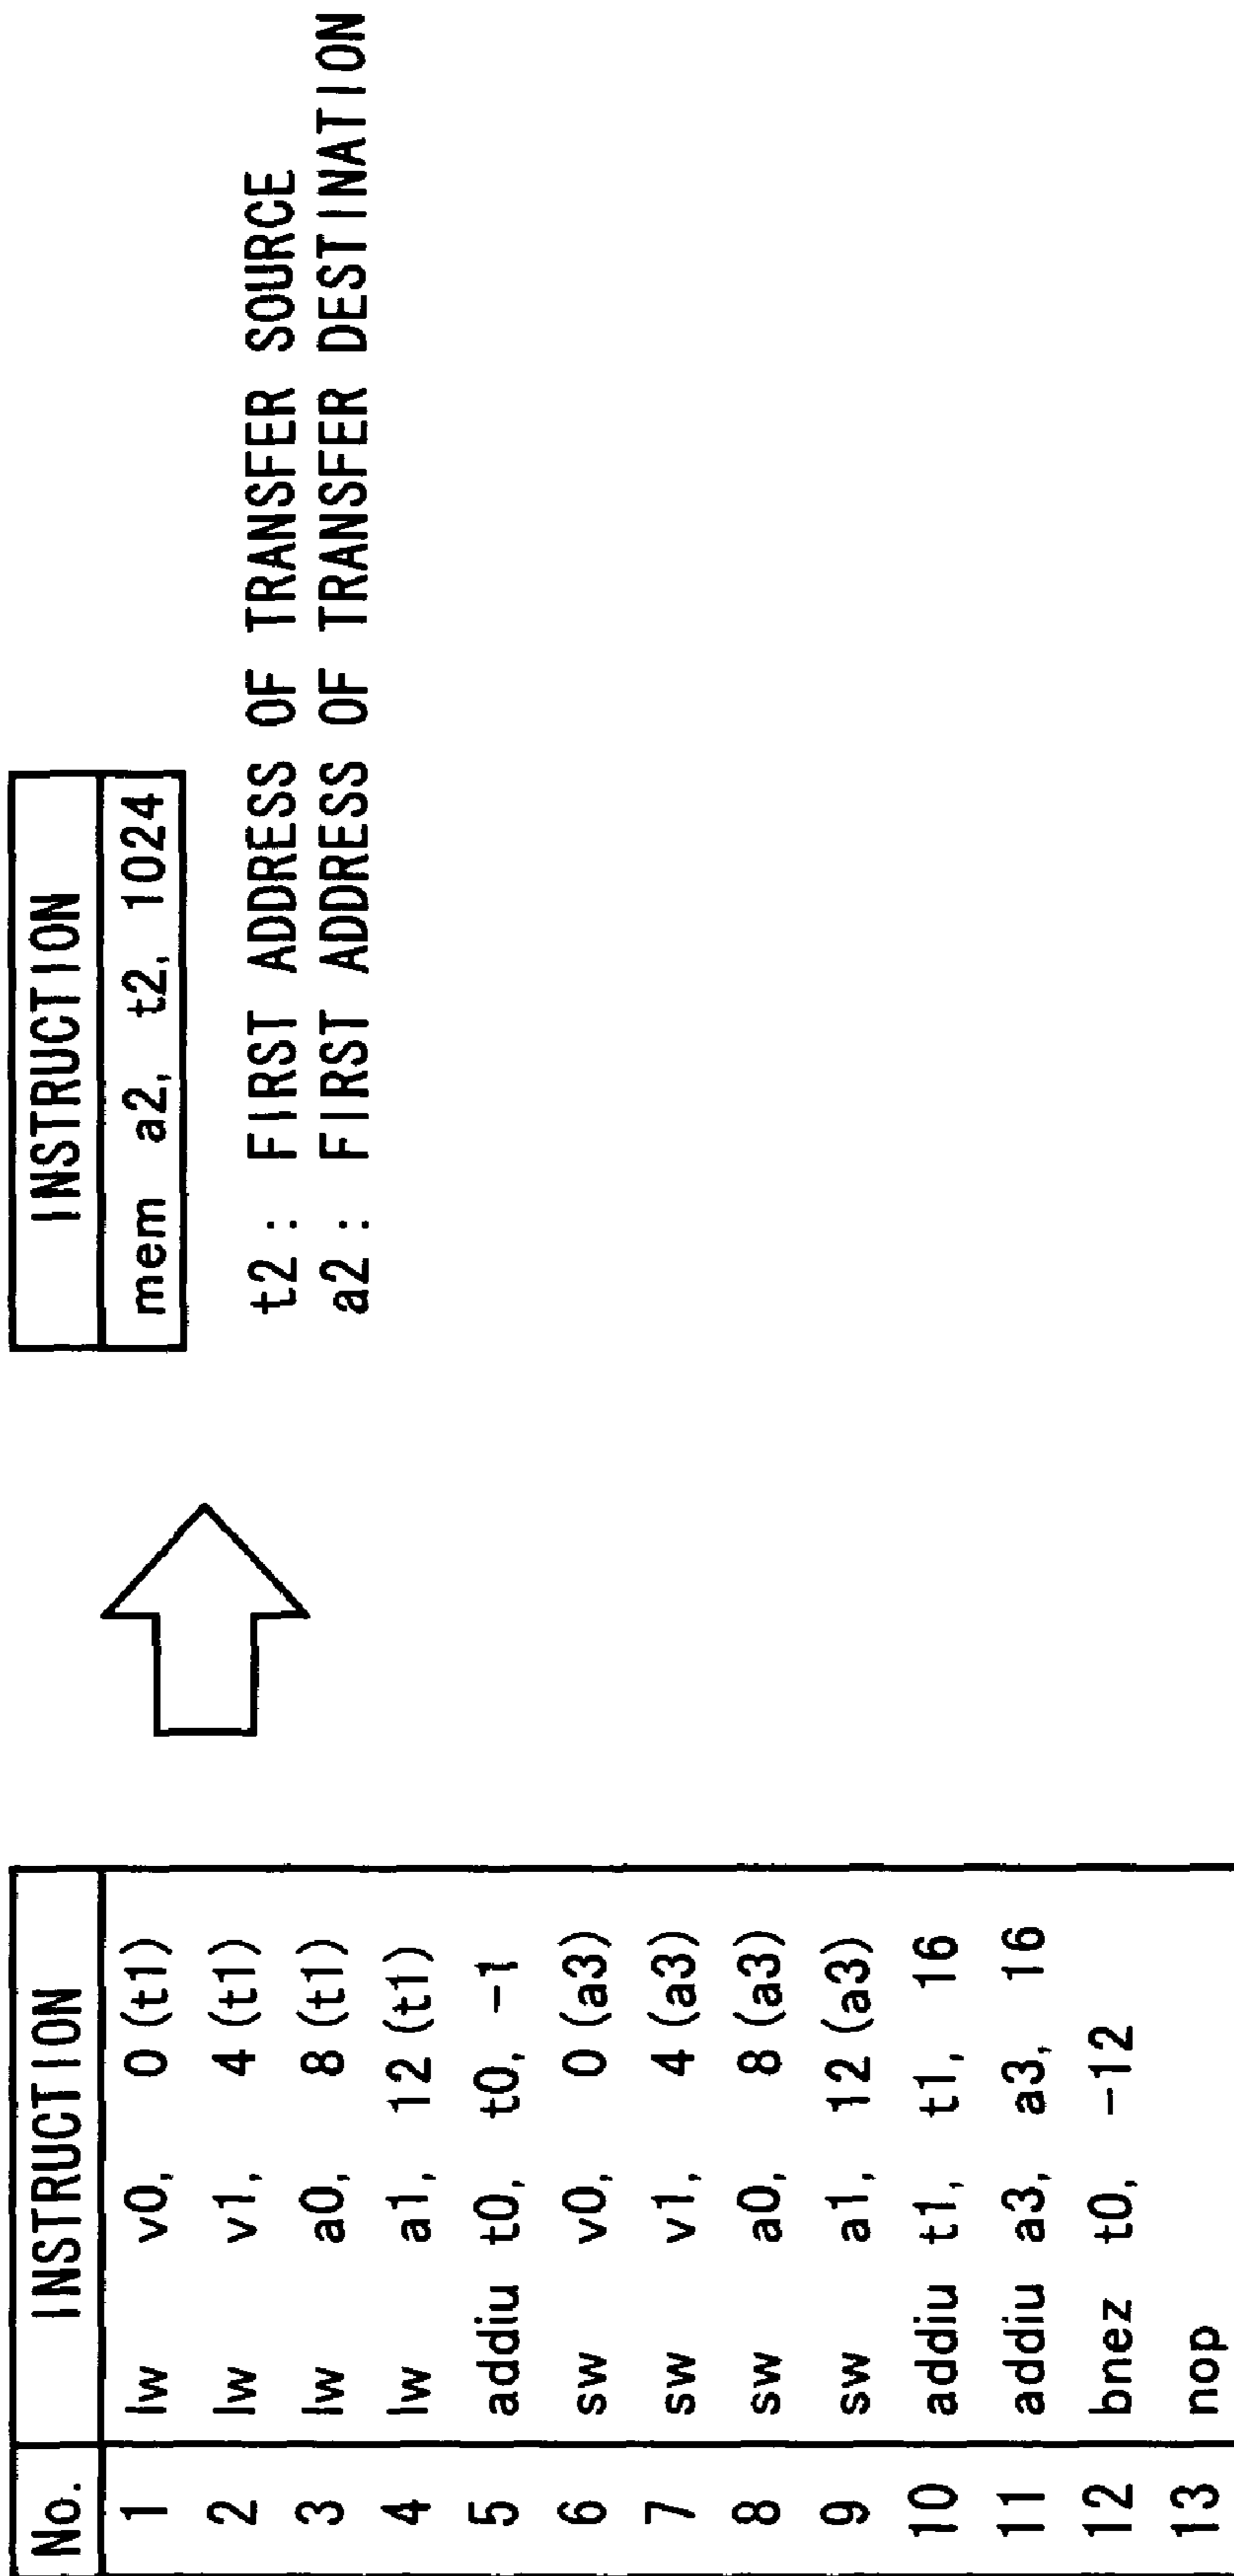 No. INSTRUCTION
1 lw v0, 0 (t1)
2 lw v1, 4 (t1)
3 lw a0, 8 (t1)
4 lw a1, 12 (t1)
5 addiu t0, t0, -1
6 sw v0, 0 (a3)
7 sw v1, 4 (a3)
8 sw a0, 8 (a3)
9 sw a1, 12 (a3)
10 addiu t1, t1, 16
11 addiu a3, a3, 16
12 bnez t0, -12
13 nop
INSTRUCTION
mem a2, t2, 1024
t2: FIRST ADDRESS OF TRANSFER SOURCE
a2: FIRST ADDRESS OF TRANSFER DESTINATION